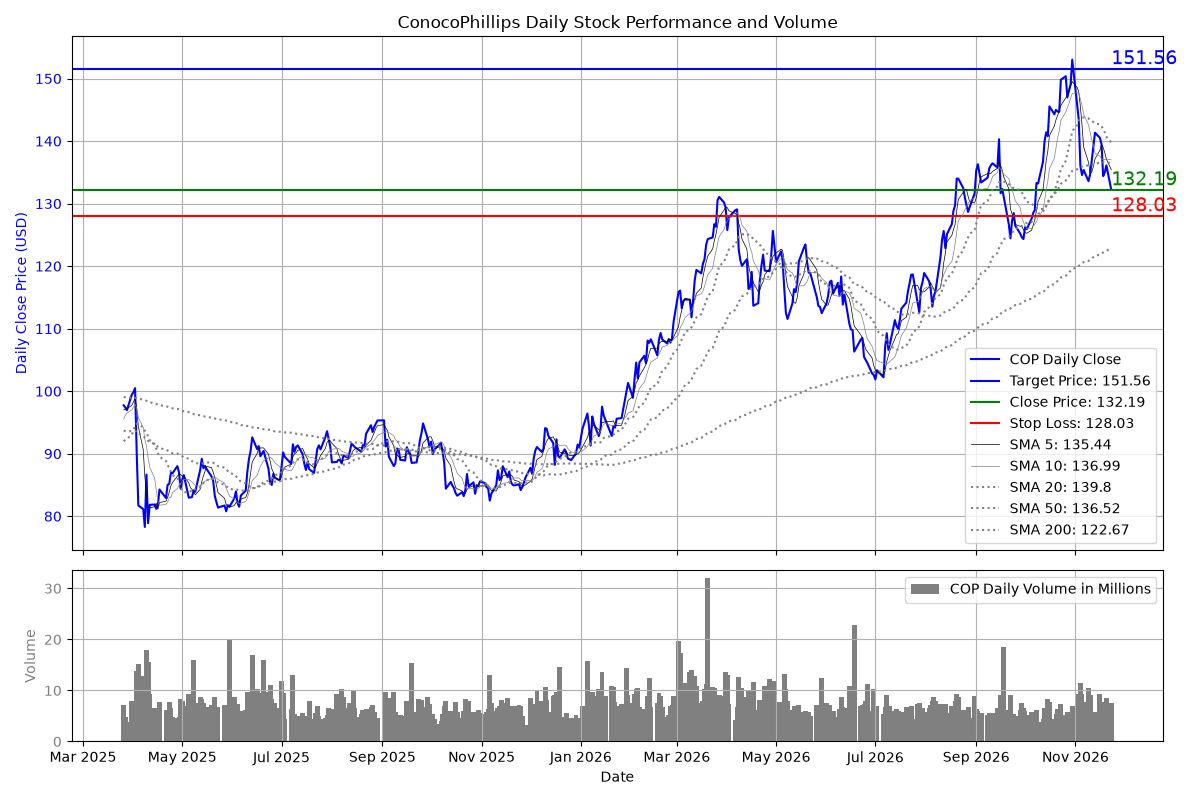 ConocoPhillips Daily Stock Performance and Volume
Daily Close Price (USD)
150
140
130
120
110
100
90
80
151.56
132.19
128.03
COP Daily Close
Target Price: 151.56
Close Price: 132.19
Stop Loss: 128.03
SMA 5: 135.44
SMA 10: 136.99
SMA 20: 139.8
SMA 50: 136.52
SMA 200: 122.67
Volume
30
20
10
0
COP Daily Volume in Millions
Mar 2025 May 2025 Jul 2025 Sep 2025 Nov 2025 Jan 2026 Mar 2026 May 2026 Jul 2026 Sep 2026 Nov 2026
Date